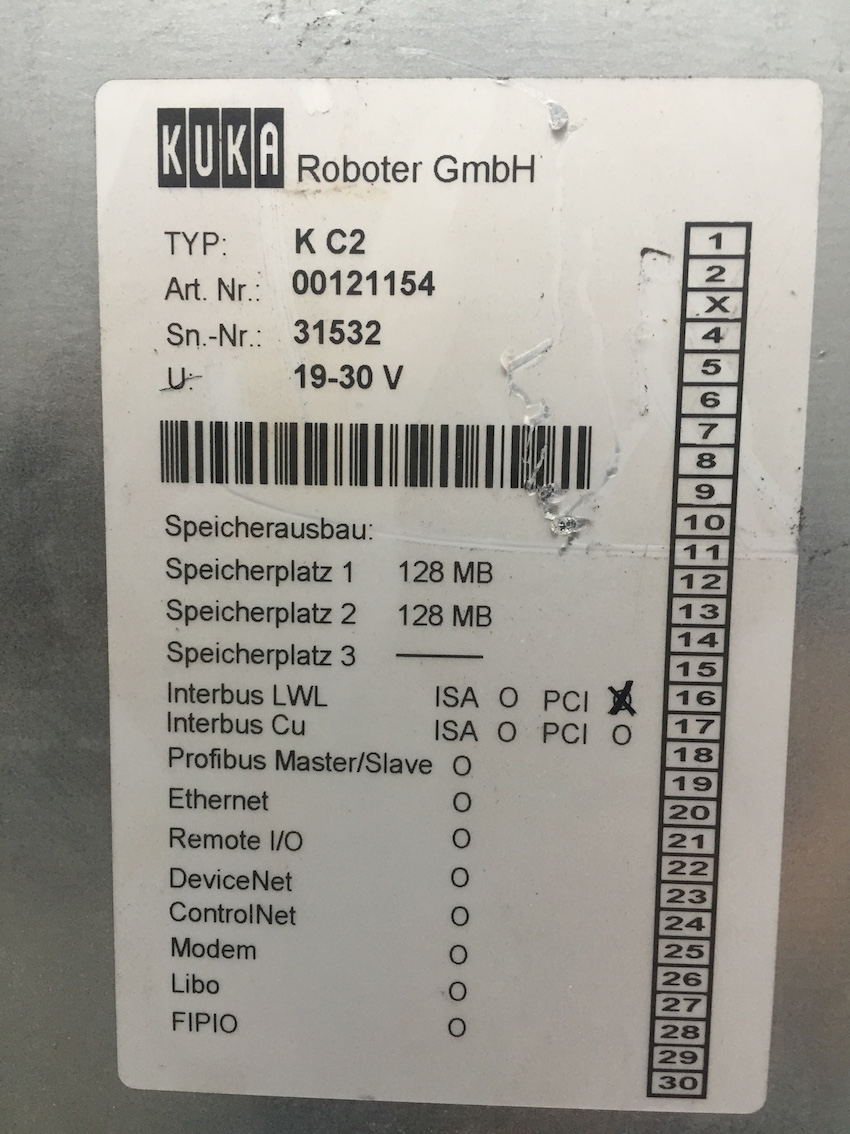 KUKA Roboter GmbH
TYP: K C2
Art. Nr.: 00121154
Sn.-Nr.: 31532
U: 19-30 V
Speicherausbau:
Speicherplatz 1 128 MB
Speicherplatz 2 128 MB
Speicherplatz 3
Interbus LWL ISA O PCI X
Interbus Cu ISA O PCI O
Profibus Master/Slave O
Ethernet O
Remote I/O O
DeviceNet O
ControlNet O
Modem O
Libo O
FIPIO O
1
2
X
4
5
6
7
8
9
10
11
12
13
14
15
16
17
18
19
20
21
22
23
24
25
26
27
28
29
30